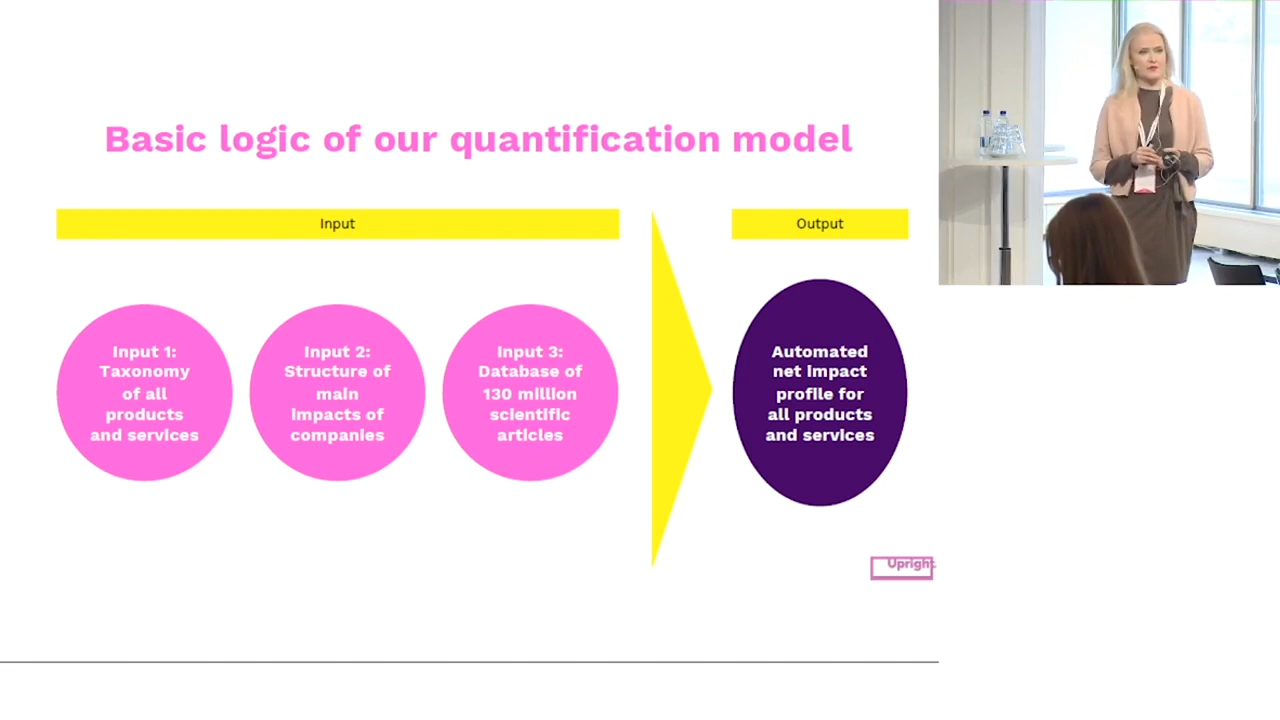 Basic logic of our quantification model
Input
Output
Input 1:
Taxonomy
of all
products
and services
Input 2:
Structure of
main
impacts of
companies
Input 3:
Database of
130 million
scientific
articles
Automated
net impact
profile for
all products
and services
Upright